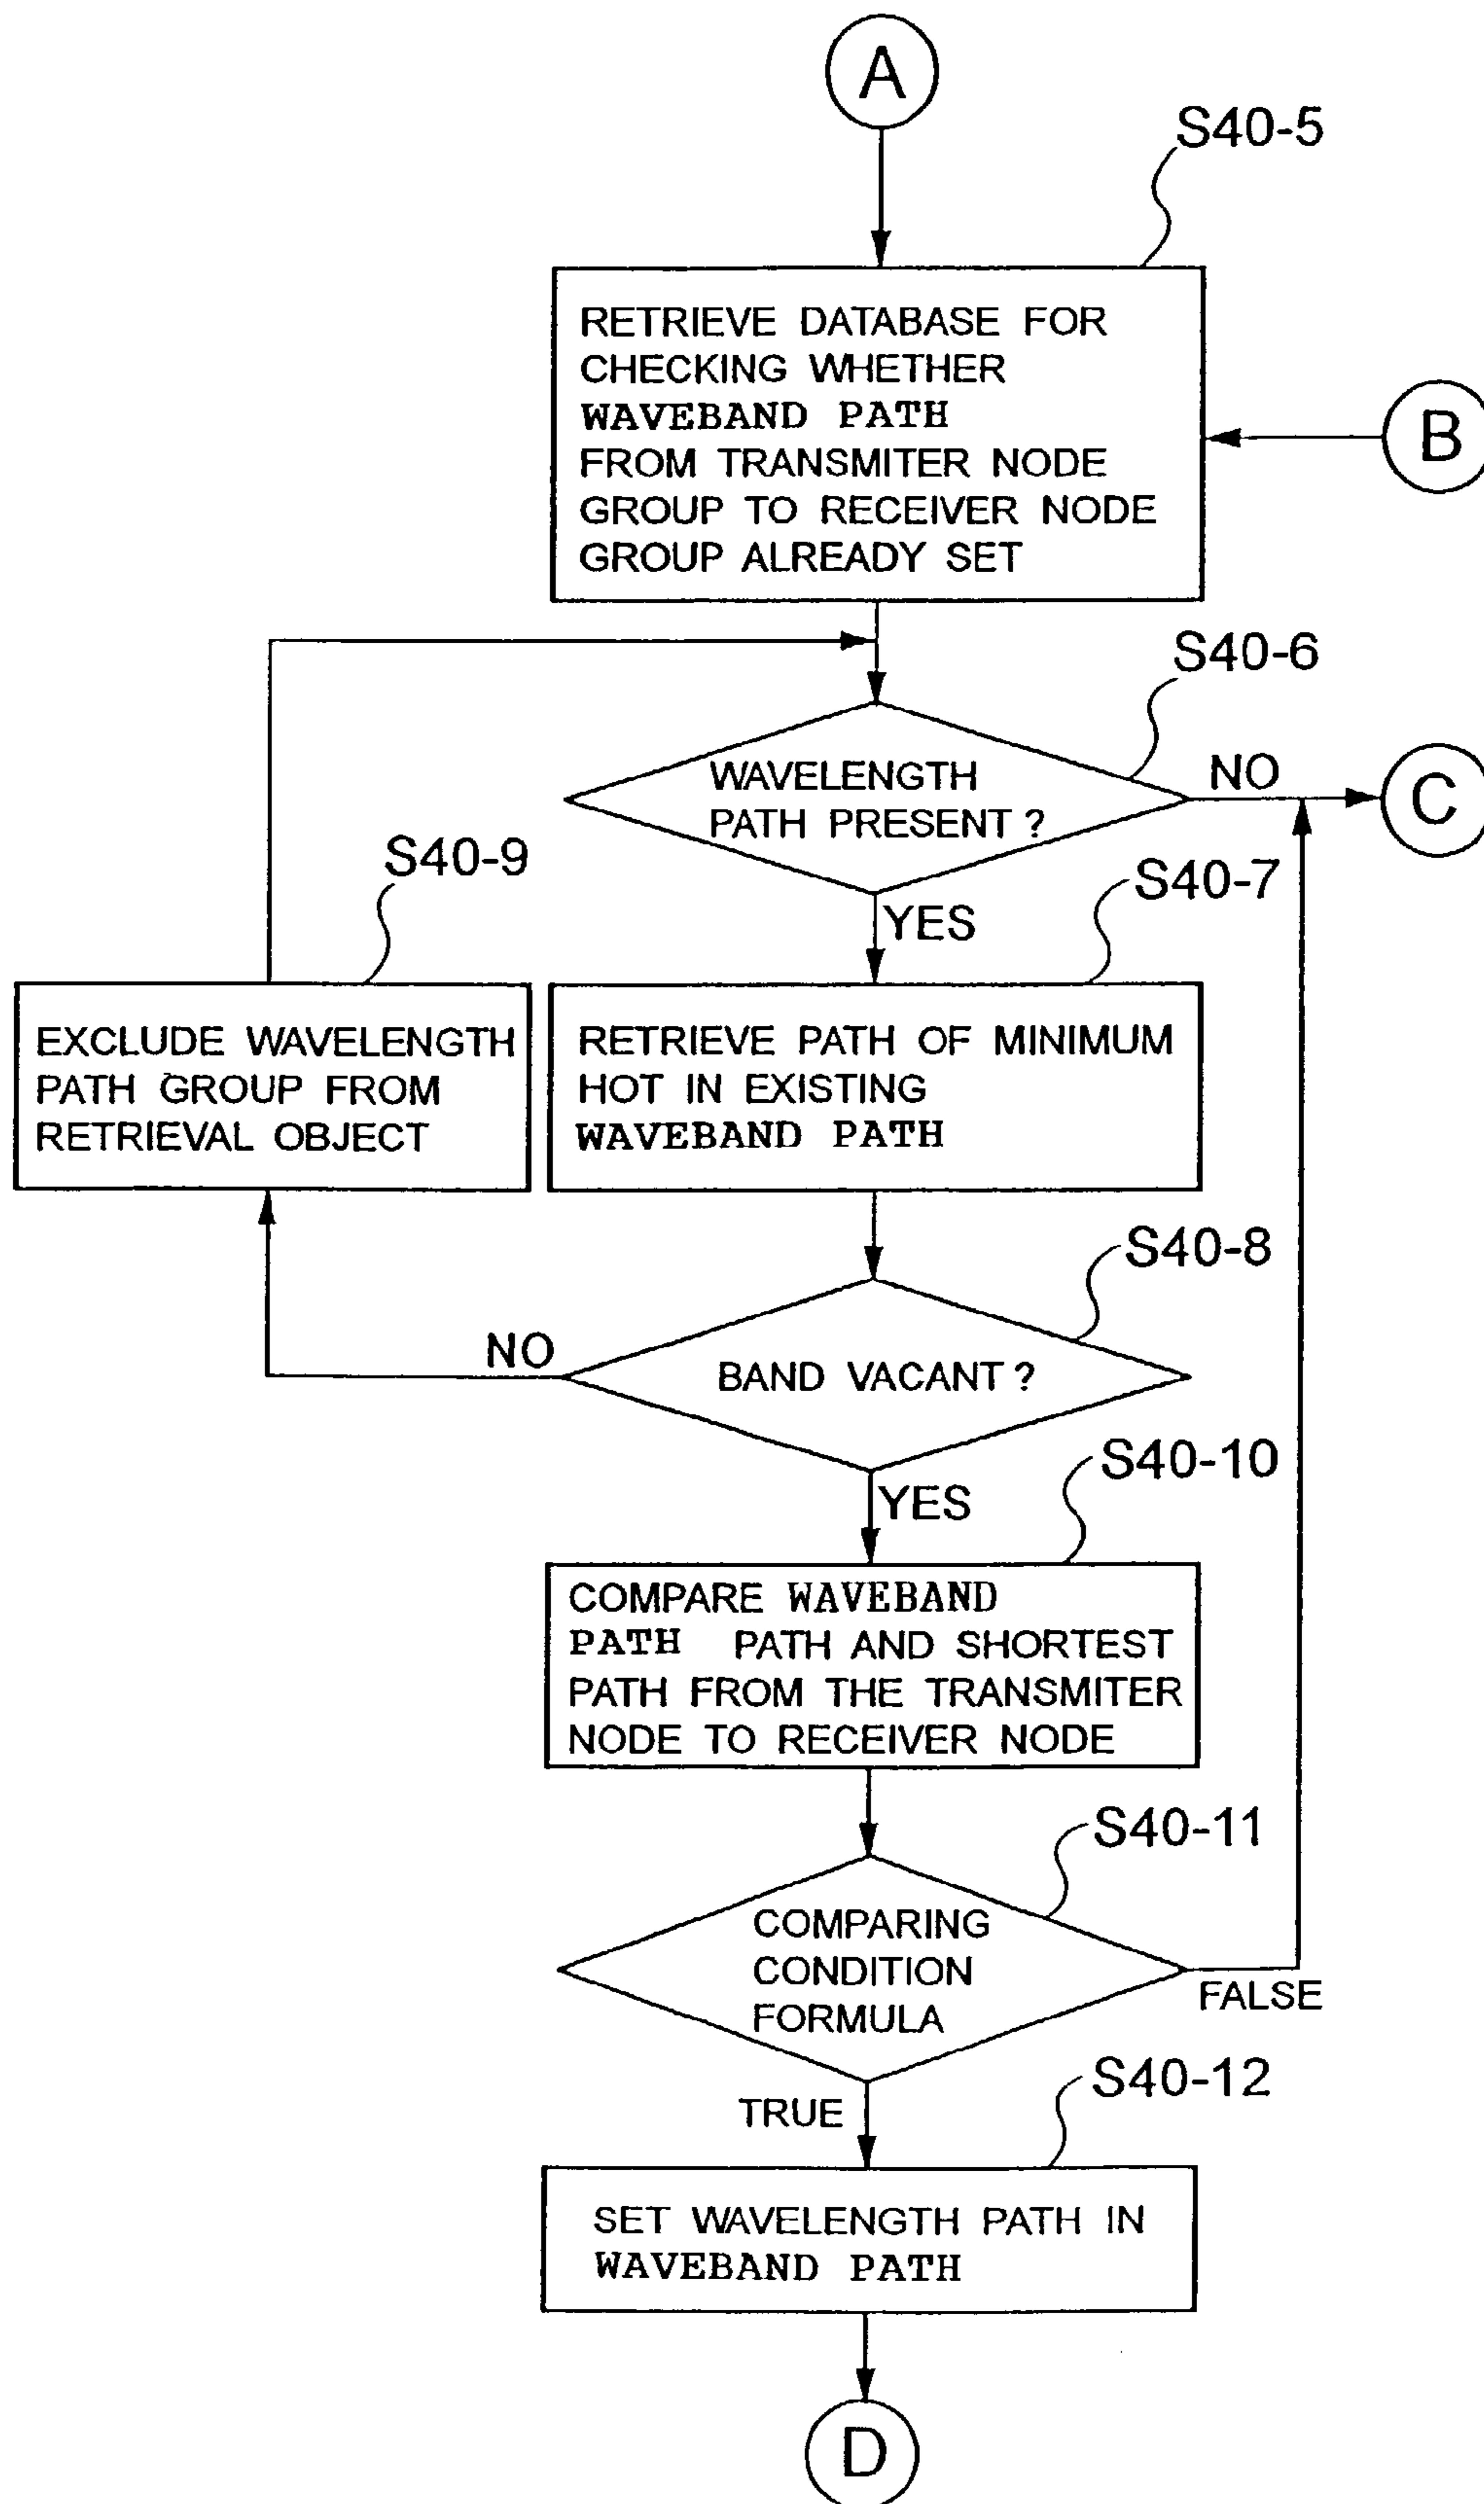 A
S40-5
RETRIEVE DATABASE FOR
CHECKING WHETHER
WAVEBAND PATH
FROM TRANSMITER NODE
GROUP TO RECEIVER NODE
GROUP ALREADY SET
B
S40-6
WAVELENGTH
PATH PRESENT ?
NO
C
S40-9
S40-7
YES
EXCLUDE WAVELENGTH
PATH GROUP FROM
RETRIEVAL OBJECT
RETRIEVE PATH OF MINIMUM
HOT IN EXISTING
WAVEBAND PATH
S40-8
NO
BAND VACANT ?
S40-10
YES
COMPARE WAVEBAND
PATH PATH AND SHORTEST
PATH FROM THE TRANSMITER
NODE TO RECEIVER NODE
S40-11
COMPARING
CONDITION
FORMULA
FALSE
S40-12
TRUE
SET WAVELENGTH PATH IN
WAVEBAND PATH
D